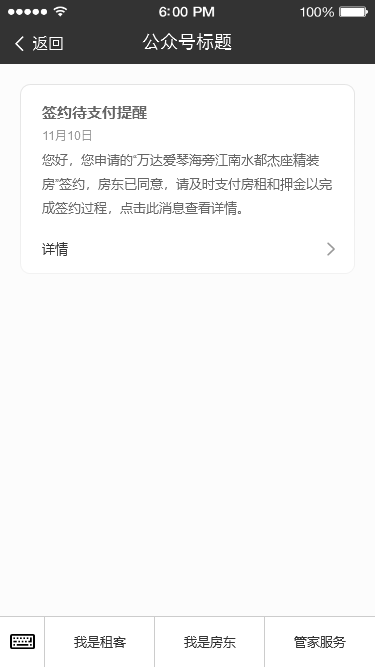 6:00 PM 100%
返回 公众号标题
签约待支付提醒
11月10日
您好，您申请的“万达爱琴海旁江南水都杰座精装
房”签约，房东已同意，请及时支付房租和押金以完
成签约过程，点击此消息查看详情。
详情
我是租客 我是房东 管家服务